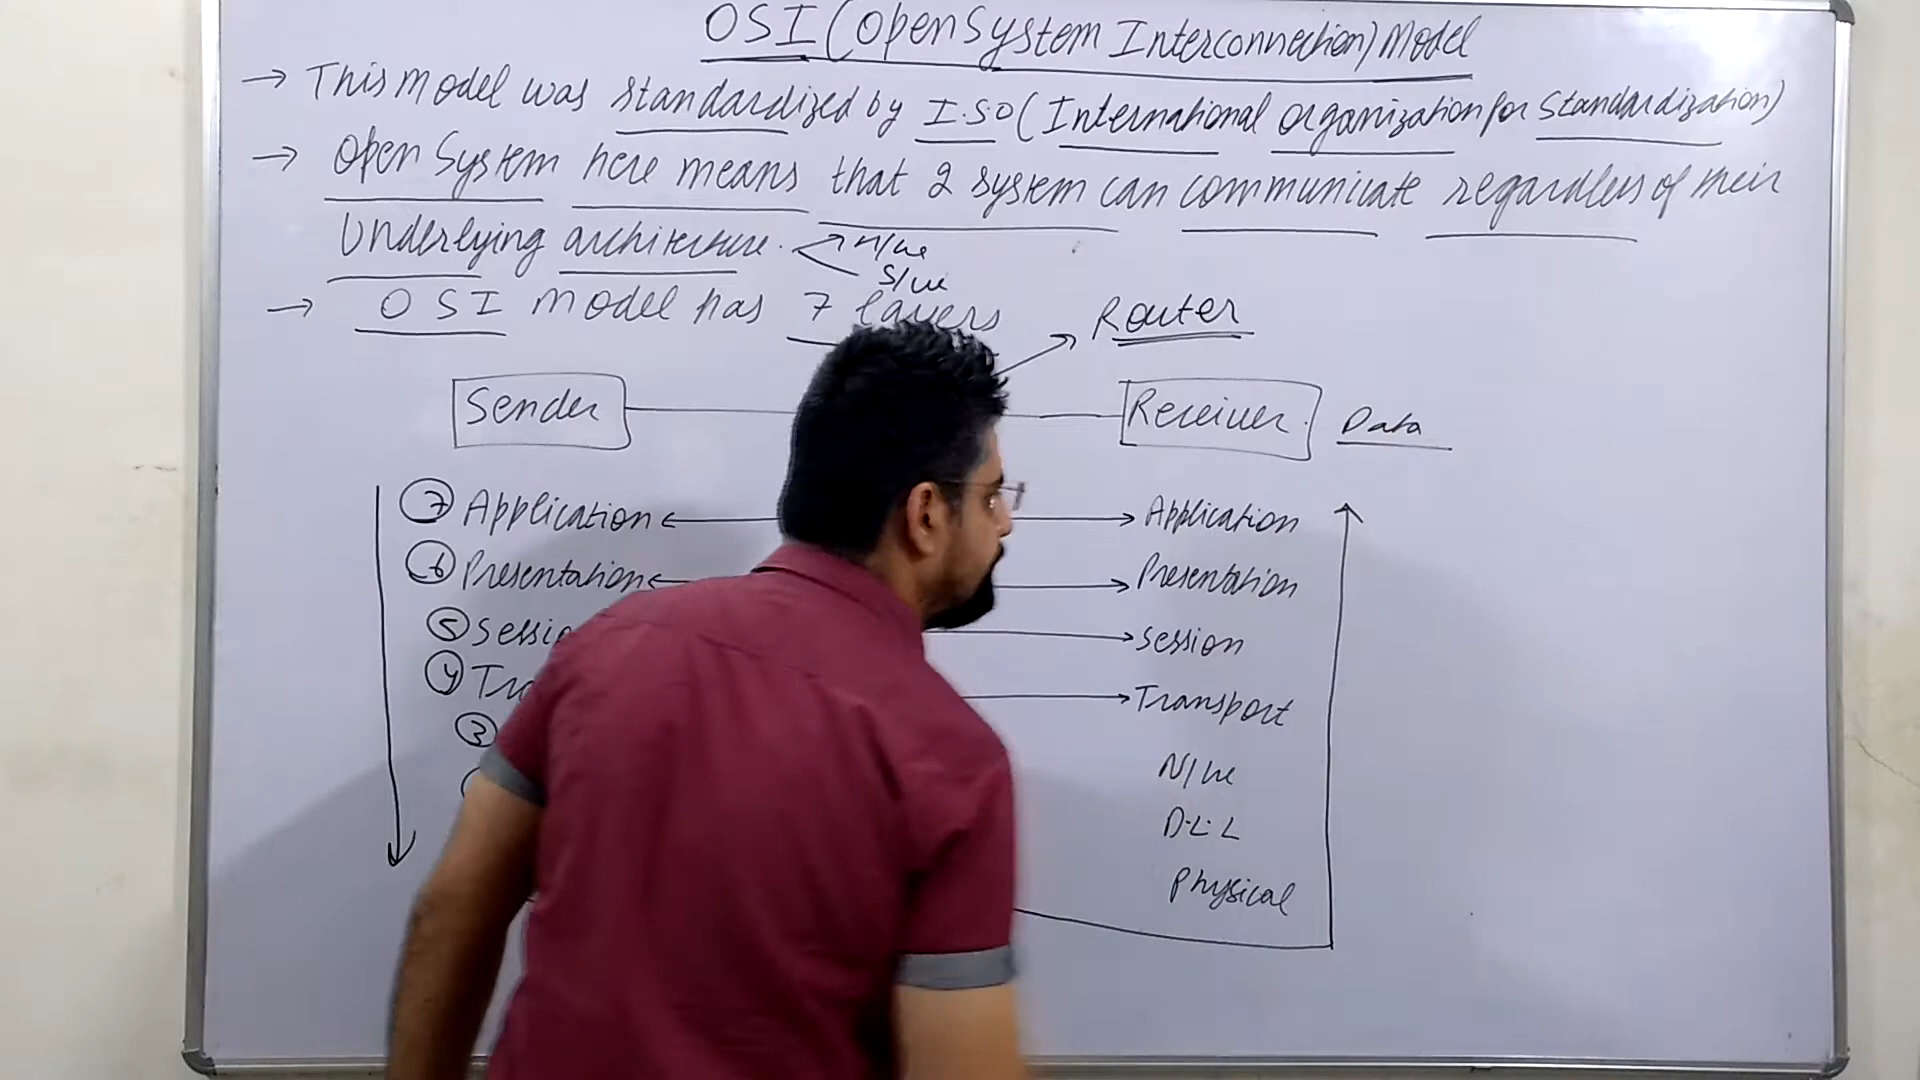 OSI (Open System Interconnection) Model
→ This Model was standardized by I.S.O (International organization for Standardization)
→ Open System here means that 2 system can communicate regardless of their
Underlying architecture. H/w
S/w
→ OSI Model has 7 layers
Router
Sender Receiver Data
7 Application Application
6 Presentation Presentation
5 Sessio session
4 Tra Transport
3 N/w
D.L.L
Physical